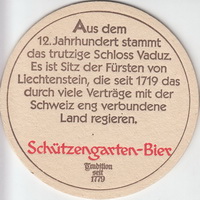 Aus dem
12. Jahrhundert stammt
das trutzige Schloss Vaduz.
Es ist Sitz der Fürsten von
Liechtenstein, die seit 1719 das
durch viele Verträge mit der
Schweiz eng verbundene
Land regieren.
Schützengarten-Bier
Tradition
seit
1779